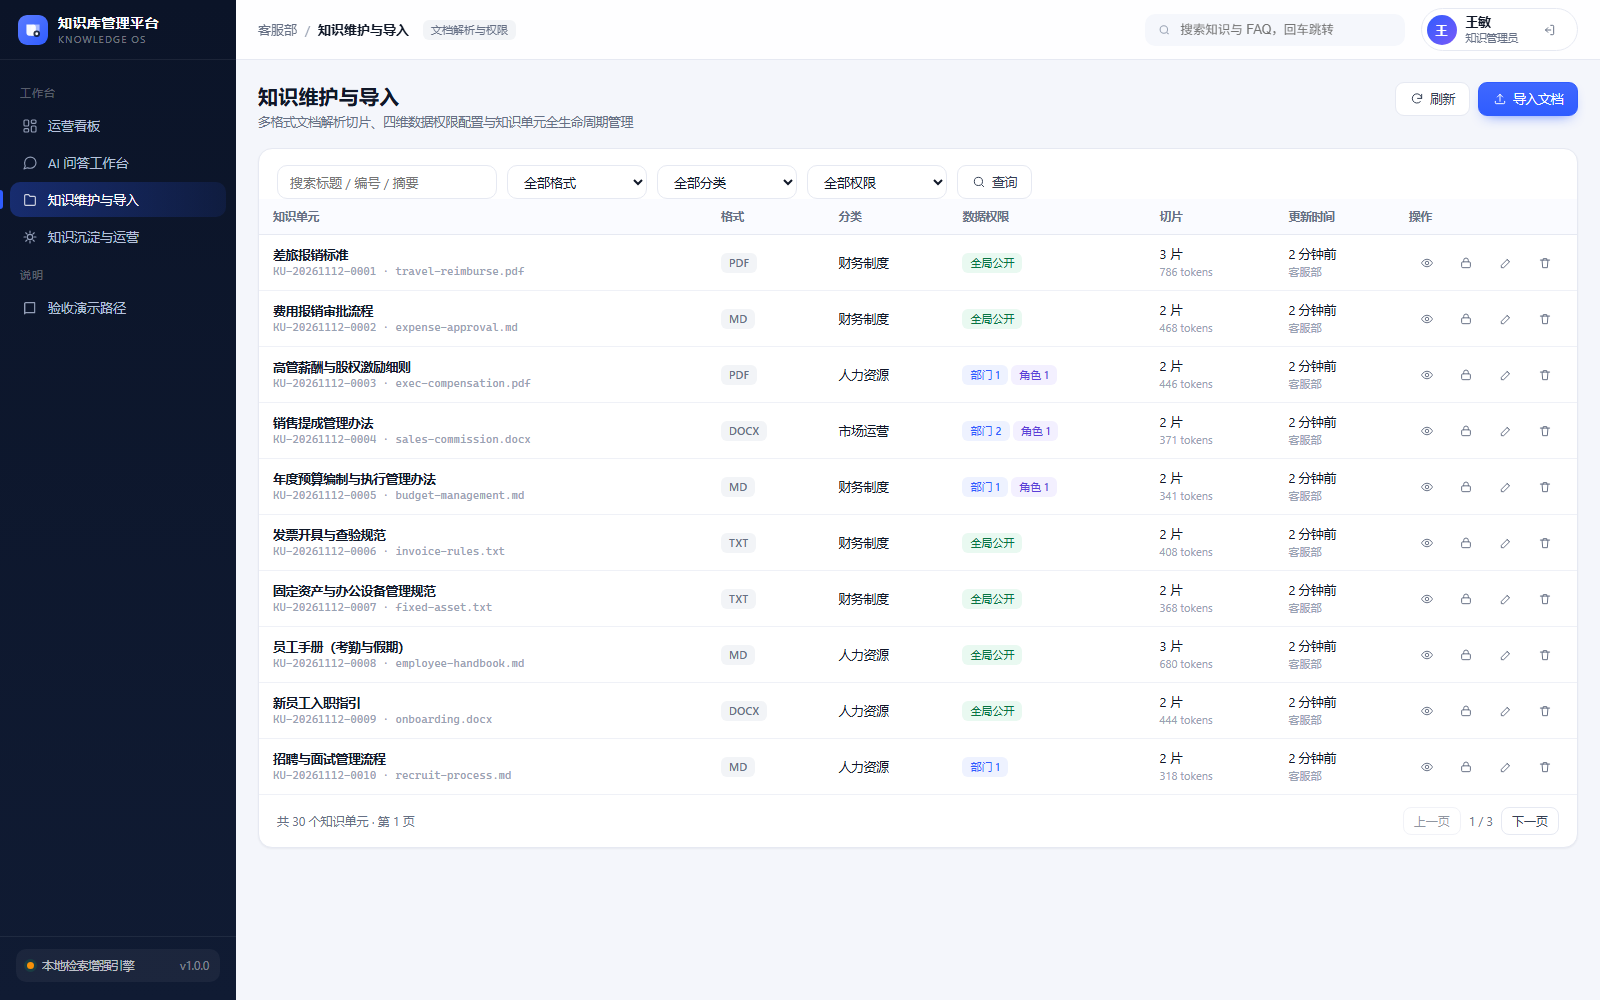 知识库管理平台
KNOWLEDGE OS
工作台
运营看板
AI 问答工作台
知识维护与导入
知识沉淀与运营
说明
验收演示路径
本地检索增强引擎 v1.0.0
客服部 / 知识维护与导入 文档解析与权限
搜索知识与 FAQ，回车跳转
王 王敏
知识管理员
知识维护与导入
多格式文档解析切片、四维数据权限配置与知识单元全生命周期管理
刷新 导入文档
搜索标题 / 编号 / 摘要 全部格式 全部分类 全部权限 查询
知识单元 格式 分类 数据权限 切片 更新时间 操作
差旅报销标准 PDF 财务制度 全局公开 3 片 2 分钟前
KU-20261112-0001 · travel-reimburse.pdf 786 tokens 客服部
费用报销审批流程 MD 财务制度 全局公开 2 片 2 分钟前
KU-20261112-0002 · expense-approval.md 468 tokens 客服部
高管薪酬与股权激励细则 PDF 人力资源 部门 1 角色 1 2 片 2 分钟前
KU-20261112-0003 · exec-compensation.pdf 446 tokens 客服部
销售提成管理办法 DOCX 市场运营 部门 2 角色 1 2 片 2 分钟前
KU-20261112-0004 · sales-commission.docx 371 tokens 客服部
年度预算编制与执行管理办法 MD 财务制度 部门 1 角色 1 2 片 2 分钟前
KU-20261112-0005 · budget-management.md 341 tokens 客服部
发票开具与查验规范 TXT 财务制度 全局公开 2 片 2 分钟前
KU-20261112-0006 · invoice-rules.txt 408 tokens 客服部
固定资产与办公设备管理规范 TXT 财务制度 全局公开 2 片 2 分钟前
KU-20261112-0007 · fixed-asset.txt 368 tokens 客服部
员工手册（考勤与假期） MD 人力资源 全局公开 3 片 2 分钟前
KU-20261112-0008 · employee-handbook.md 680 tokens 客服部
新员工入职指引 DOCX 人力资源 全局公开 2 片 2 分钟前
KU-20261112-0009 · onboarding.docx 444 tokens 客服部
招聘与面试管理流程 MD 人力资源 部门 1 2 片 2 分钟前
KU-20261112-0010 · recruit-process.md 318 tokens 客服部
共 30 个知识单元 · 第 1 页 上一页 1 / 3 下一页